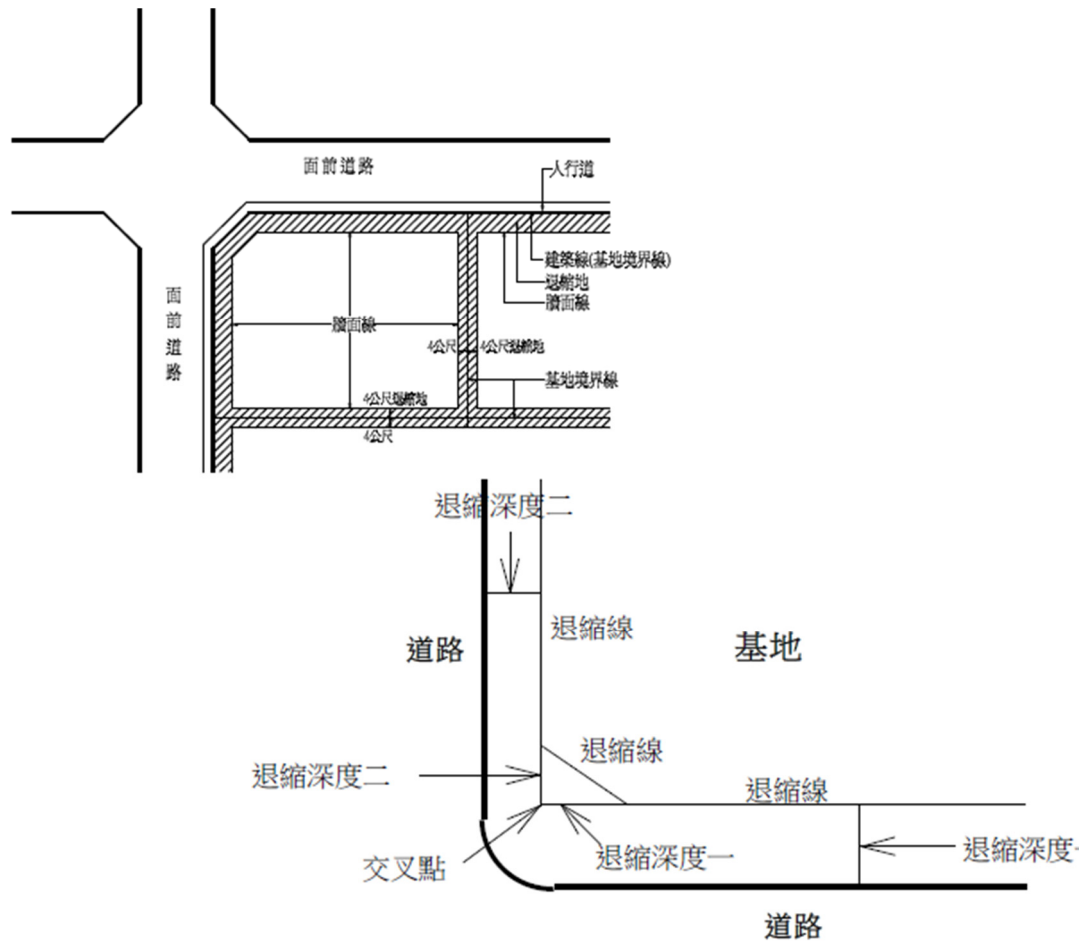 面前道路
人行道
建築線(基地境界線)
退縮地
牆面線
面前道路
牆面線
4公尺
4公尺退縮地
基地境界線
4公尺退縮地
4公尺
退縮深度二
道路
退縮線
基地
退縮線
退縮深度二
退縮線
交叉點
退縮深度一
退縮深度
道路